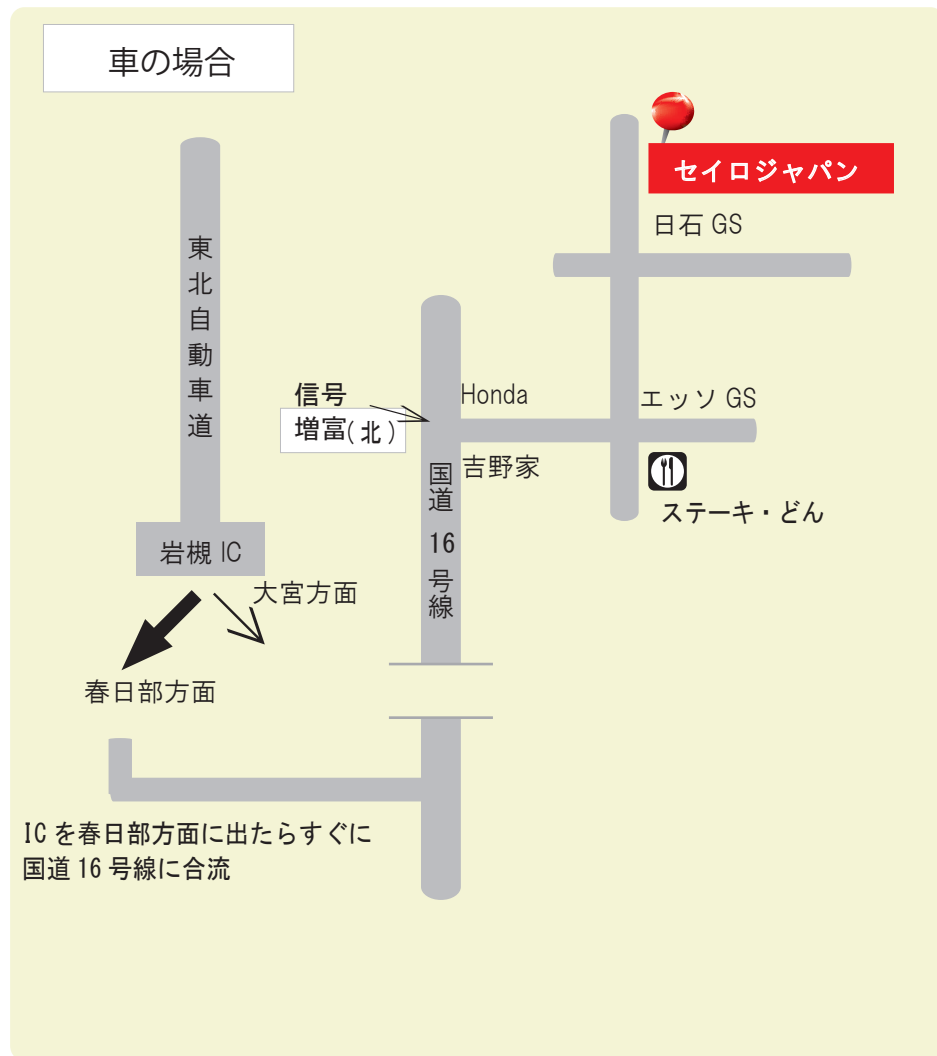 車の場合
セイロジャパン
日石 GS
東北自動車道
信号
増富(北)
Honda
エッソ GS
吉野家
国道16号線
ステーキ・どん
岩槻 IC
大宮方面
春日部方面
IC を春日部方面に出たらすぐに
国道 16 号線に合流